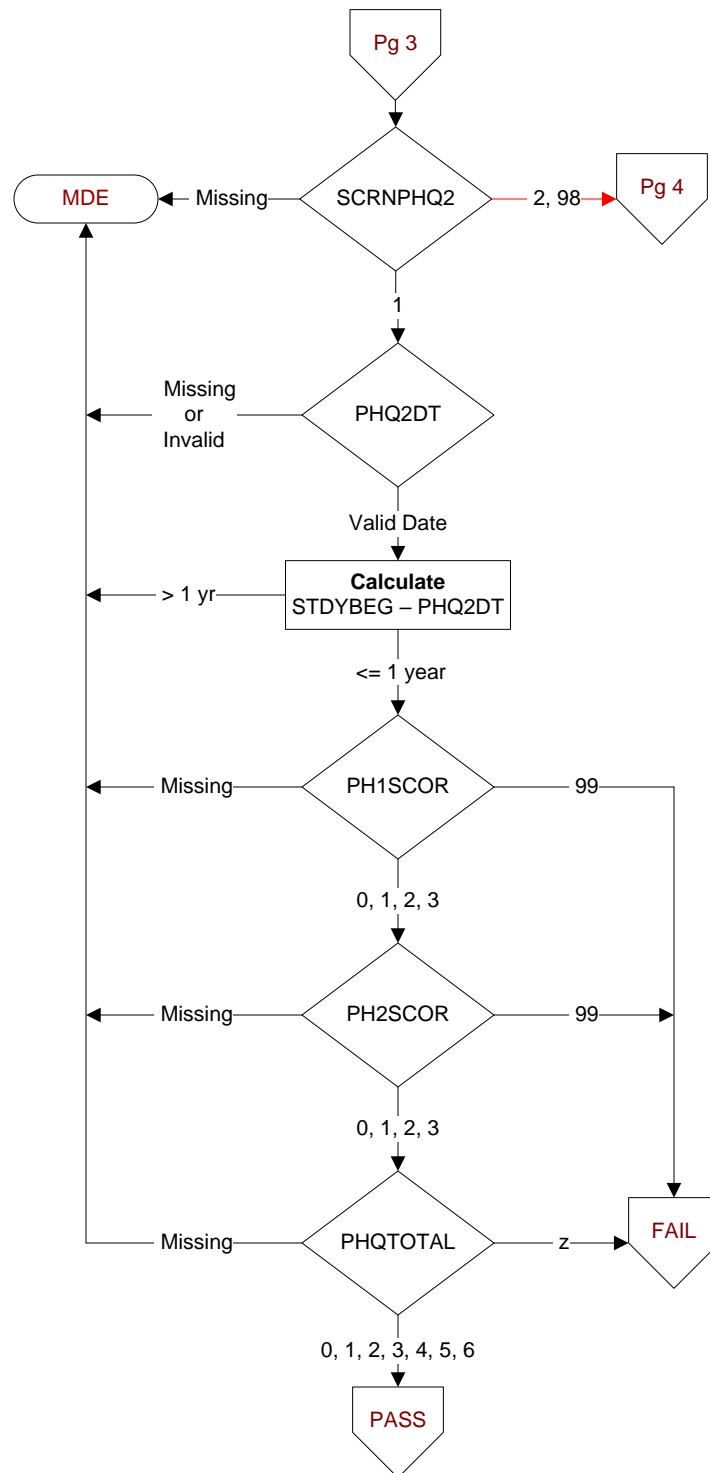 Pg 3
MDE
Missing
SCRNPHQ2
2, 98
Pg 4
1
Missing
or
Invalid
PHQ2DT
Valid Date
> 1 yr
Calculate
STDYBEG – PHQ2DT
<= 1 year
Missing
PH1SCOR
99
0, 1, 2, 3
Missing
PH2SCOR
99
0, 1, 2, 3
Missing
PHQTOTAL
z
FAIL
0, 1, 2, 3, 4, 5, 6
PASS